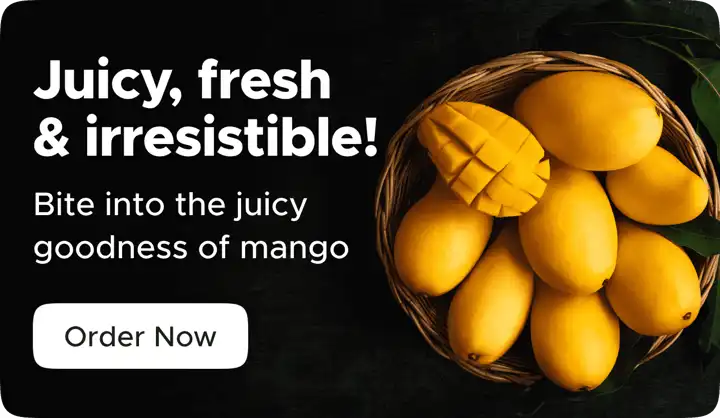 Juicy, fresh
& irresistible!
Bite into the juicy
goodness of mango
Order Now